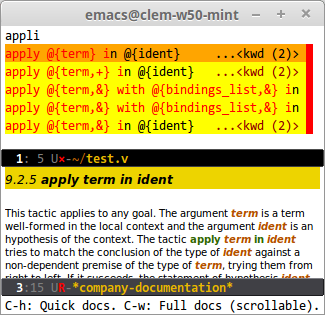 emacs@clem-w50-mint
appli
apply @{term} in @{ident} ...<kwd (2)>
apply @{term,+} in @{ident} ...<kwd (2)>
apply @{term,&} with @{bindings_list,&} in
apply @{term,&} with @{bindings_list,&} in
apply @{term,&} in @{ident} ...<kwd (2)>
1: 5 U×-~/test.v
9.2.5 apply term in ident
This tactic applies to any goal. The argument term is a term
well-formed in the local context and the argument ident is an
hypothesis of the context. The tactic apply term in ident
tries to match the conclusion of the type of ident against a
non-dependent premise of the type of term, trying them from
right to left. If it succeeds, the statement of hypothesis ident
3:15 UR-*company-documentation*
C-h: Quick docs. C-w: Full docs (scrollable).